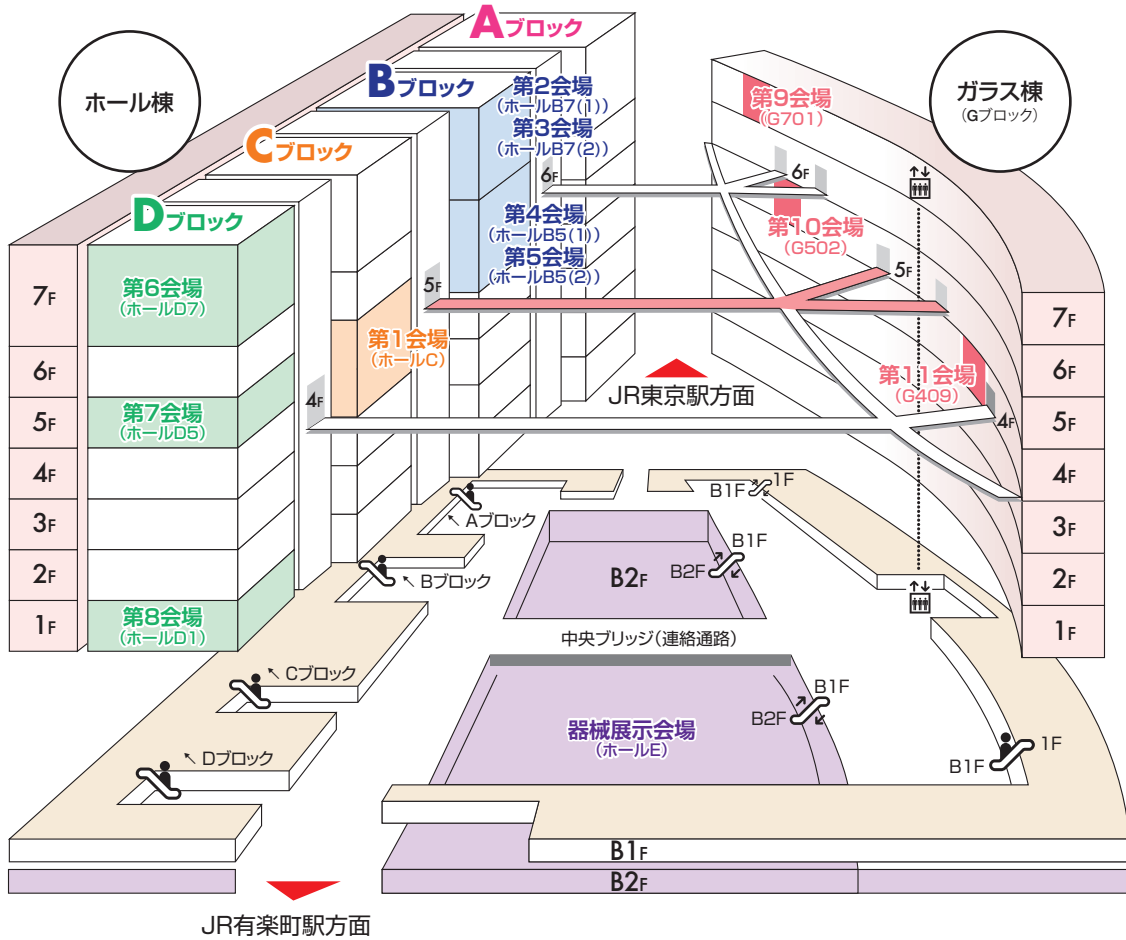 ホール棟
Aブロック
Bブロック
Cブロック
Dブロック
第2会場
(ホールB7(1))
第3会場
(ホールB7(2))
第4会場
(ホールB5(1))
第5会場
(ホールB5(2))
第9会場
(G701)
ガラス棟
(Gブロック)
6F
6F
第10会場
(G502)
5F
5F
第6会場
(ホールD7)
第1会場
(ホールC)
第11会場
(G409)
JR東京駅方面
4F
4F
第7会場
(ホールD5)
第8会場
(ホールD1)
7F
6F
5F
4F
3F
2F
1F
7F
6F
5F
4F
3F
2F
1F
B1F
1F
↖ Aブロック
B1F
B2F
B2F
↖ Bブロック
中央ブリッジ(連絡通路)
↖ Cブロック
B1F
B2F
器械展示会場
(ホールE)
↖ Dブロック
1F
B1F
B1F
B2F
JR有楽町駅方面